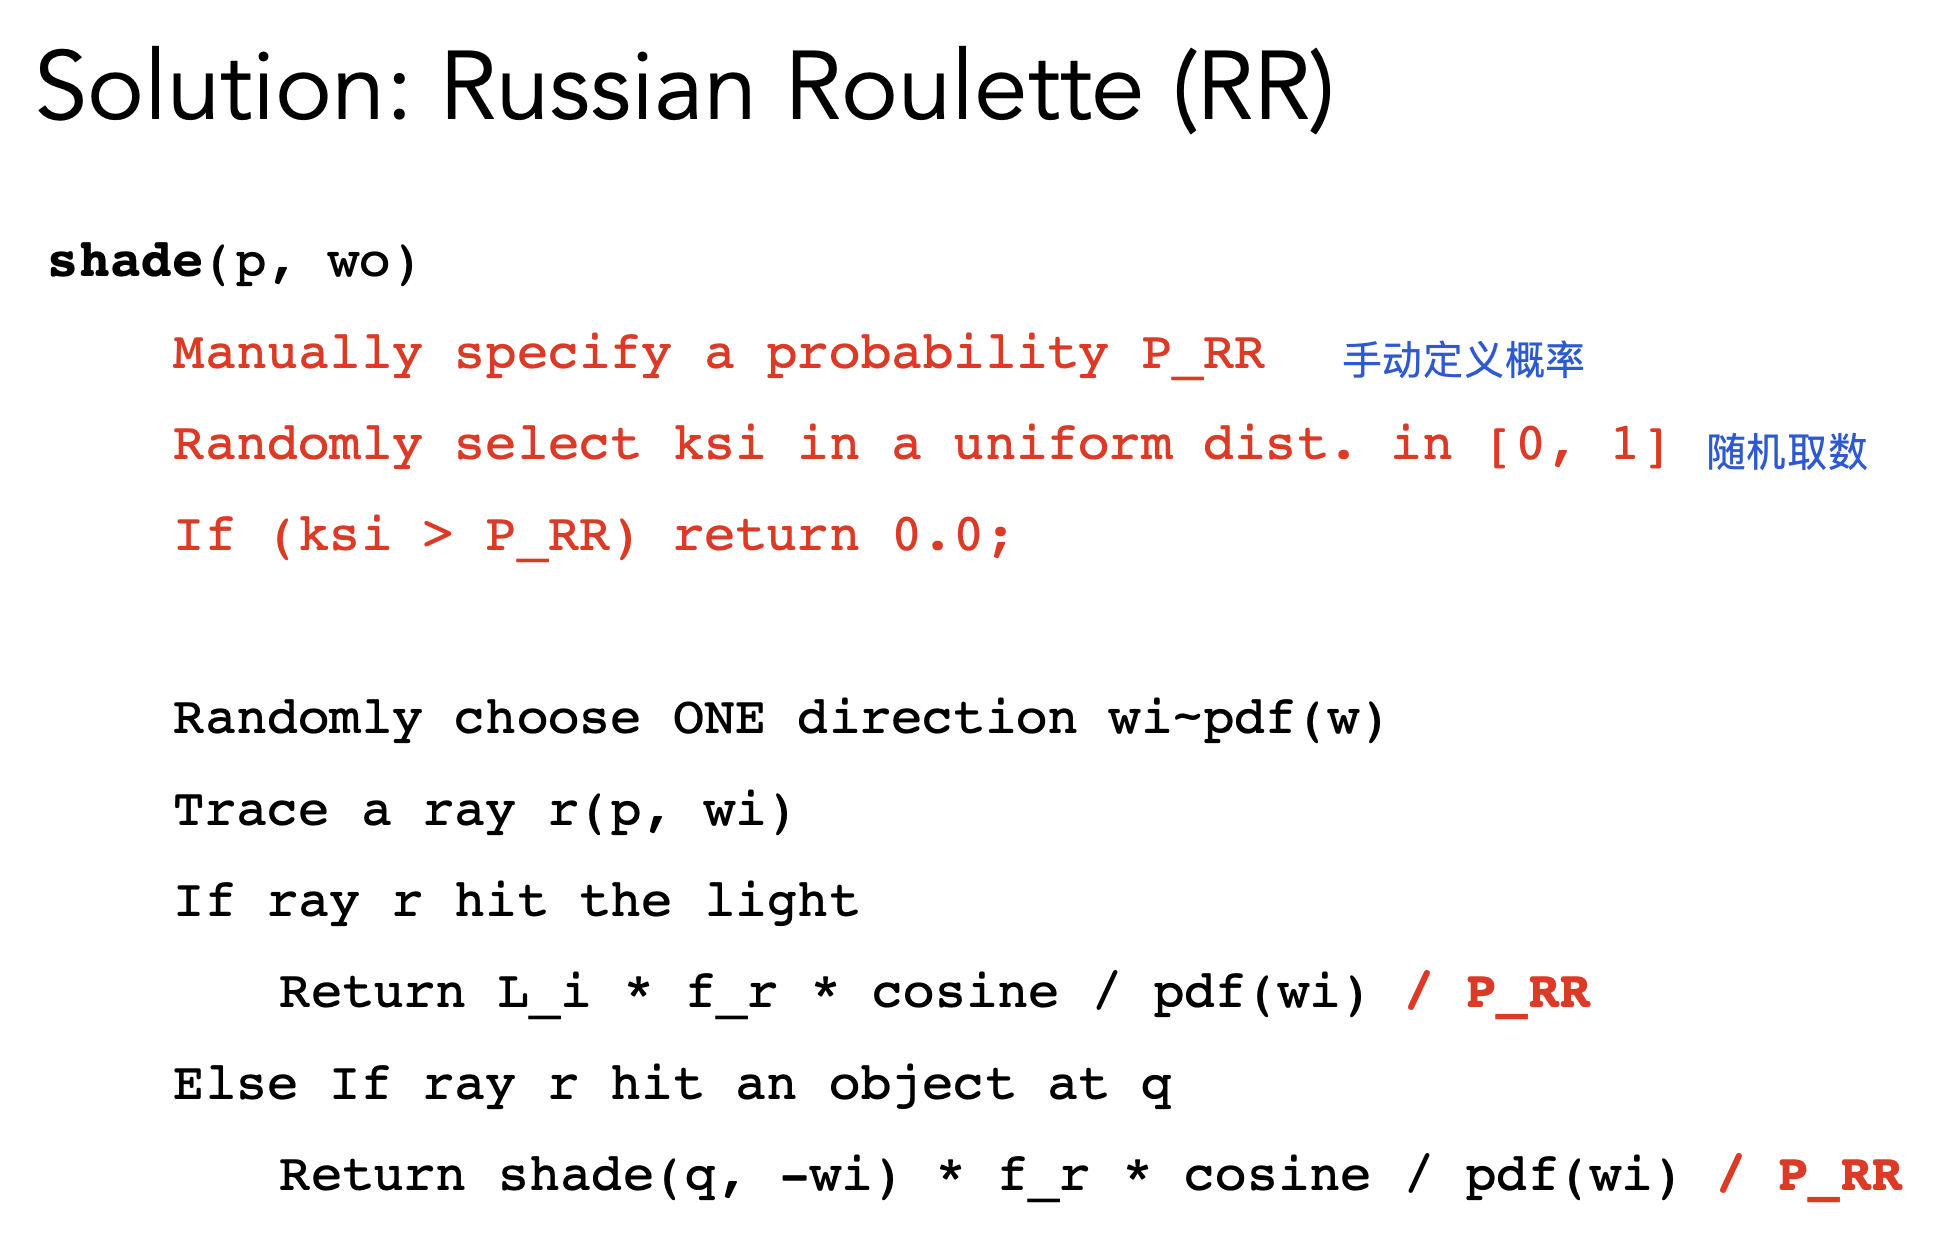 Solution: Russian Roulette (RR)
shade(p, wo)
Manually specify a probability P_RR 手动定义概率
Randomly select ksi in a uniform dist. in [0, 1] 随机取数
If (ksi > P_RR) return 0.0;
Randomly choose ONE direction wi~pdf(w)
Trace a ray r(p, wi)
If ray r hit the light
Return L_i * f_r * cosine / pdf(wi) / P_RR
Else If ray r hit an object at q
Return shade(q, -wi) * f_r * cosine / pdf(wi) / P_RR